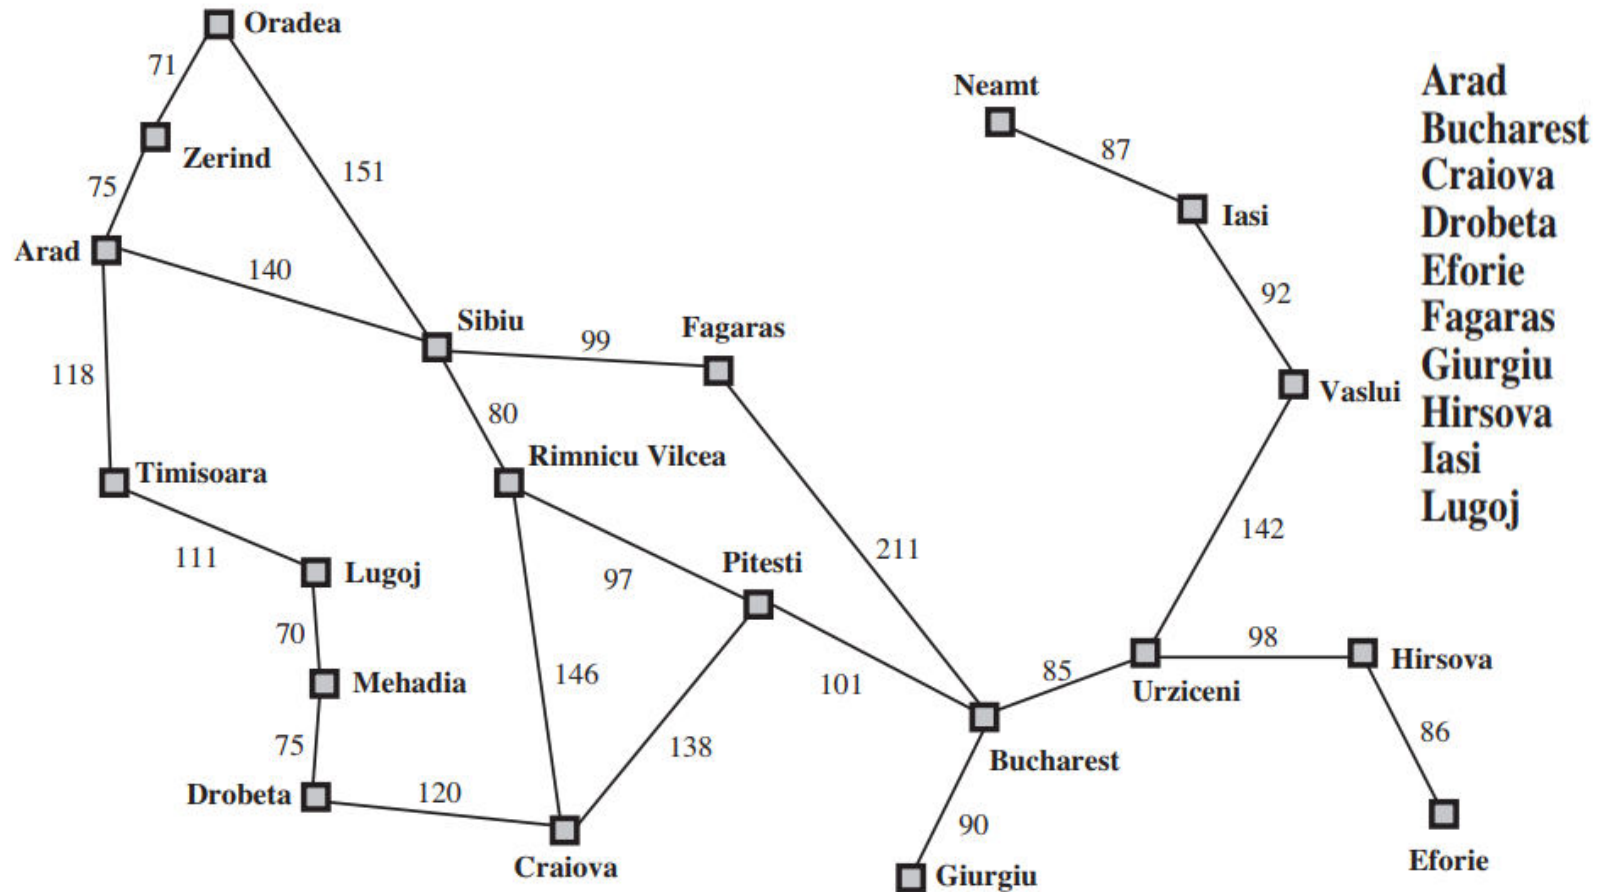 Oradea
71
Neamt
87
Zerind
151
75
Iasi
Arad
140
92
Sibiu
Fagaras
99
118
Vaslui
80
Rimnicu Vilcea
Timisoara
142
211
111
Lugoj
97
Pitesti
70
98
Hirsova
146
85
Mehadia
101
Urziceni
86
75
138
Bucharest
Drobeta
120
90
Craiova
Giurgiu
Eforie
Arad
Bucharest
Craiova
Drobeta
Eforie
Fagaras
Giurgiu
Hirsova
Iasi
Lugoj